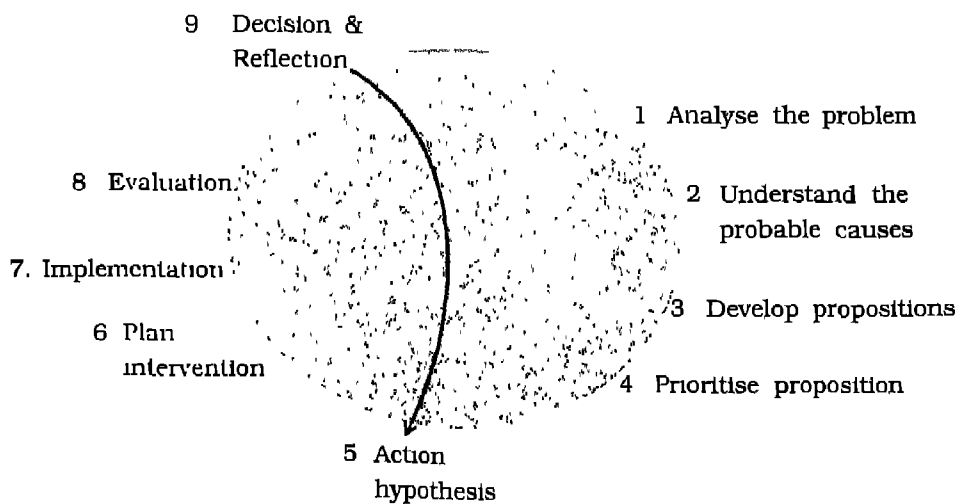 9 Decision &
Reflection
1 Analyse the problem
8 Evaluation
2 Understand the
probable causes
7. Implementation
3 Develop propositions
6 Plan
intervention
4 Prioritise proposition
5 Action
hypothesis